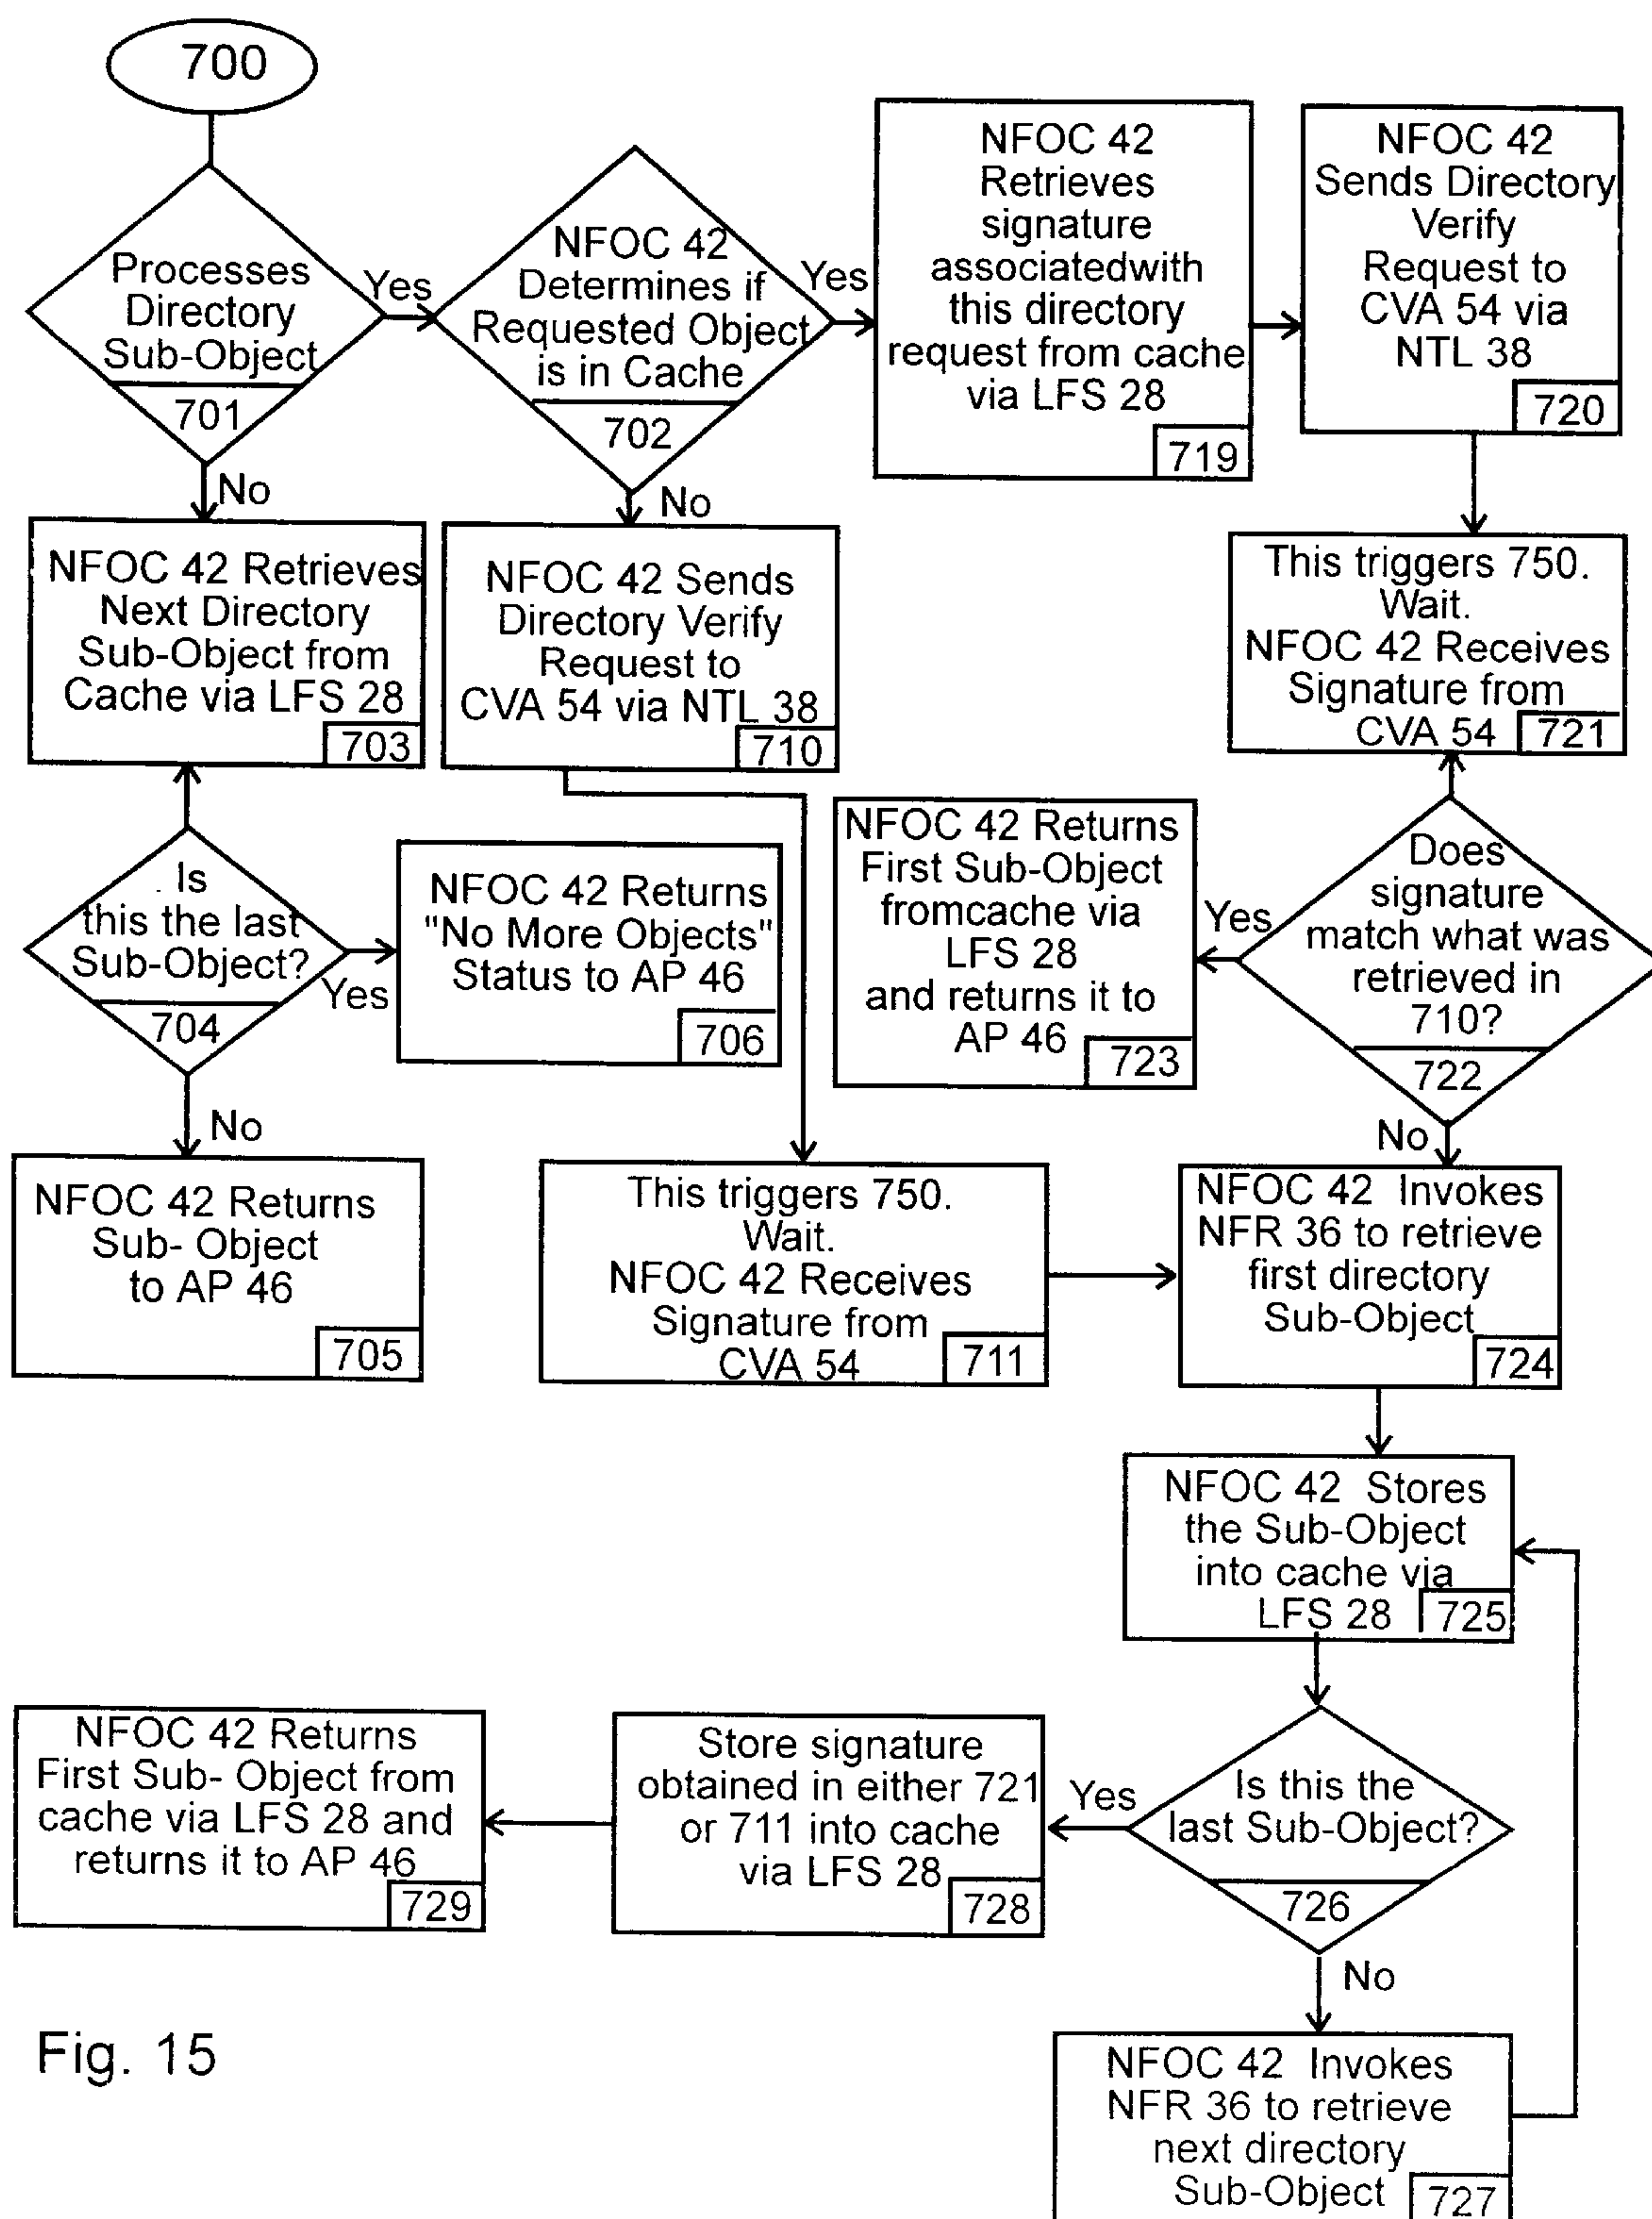 700
Processes
Directory
Sub-Object
701
Yes
No
NFOC 42
Determines if
Requested Object
is in Cache
702
Yes
No
NFOC 42
Retrieves
signature
associatedwith
this directory
request from cache
via LFS 28
719
NFOC 42
Sends Directory
Verify
Request to
CVA 54 via
NTL 38
720
NFOC 42 Retrieves
Next Directory
Sub-Object from
Cache via LFS 28
703
NFOC 42 Sends
Directory Verify
Request to
CVA 54 via NTL 38
710
This triggers 750.
Wait.
NFOC 42 Receives
Signature from
CVA 54
721
Is
this the last
Sub-Object?
704
Yes
No
NFOC 42 Returns
"No More Objects"
Status to AP 46
706
NFOC 42 Returns
First Sub-Object
fromcache via
LFS 28
and returns it to
AP 46
723
Yes
Does
signature
match what was
retrieved in
710?
722
No
NFOC 42 Returns
Sub- Object
to AP 46
705
This triggers 750.
Wait.
NFOC 42 Receives
Signature from
CVA 54
711
NFOC 42 Invokes
NFR 36 to retrieve
first directory
Sub-Object
724
NFOC 42 Stores
the Sub-Object
into cache via
LFS 28
725
NFOC 42 Returns
First Sub- Object from
cache via LFS 28 and
returns it to AP 46
729
Store signature
obtained in either 721
or 711 into cache
via LFS 28
728
Yes
Is this the
last Sub-Object?
726
No
NFOC 42 Invokes
NFR 36 to retrieve
next directory
Sub-Object
727
Fig. 15